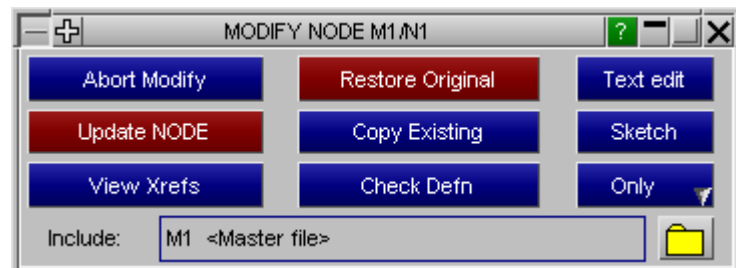 MODIFY NODE M1/N1 ?
Abort Modify Restore Original Text edit
Update NODE Copy Existing Sketch
View Xrefs Check Defn Only
Include: M1 <Master file>